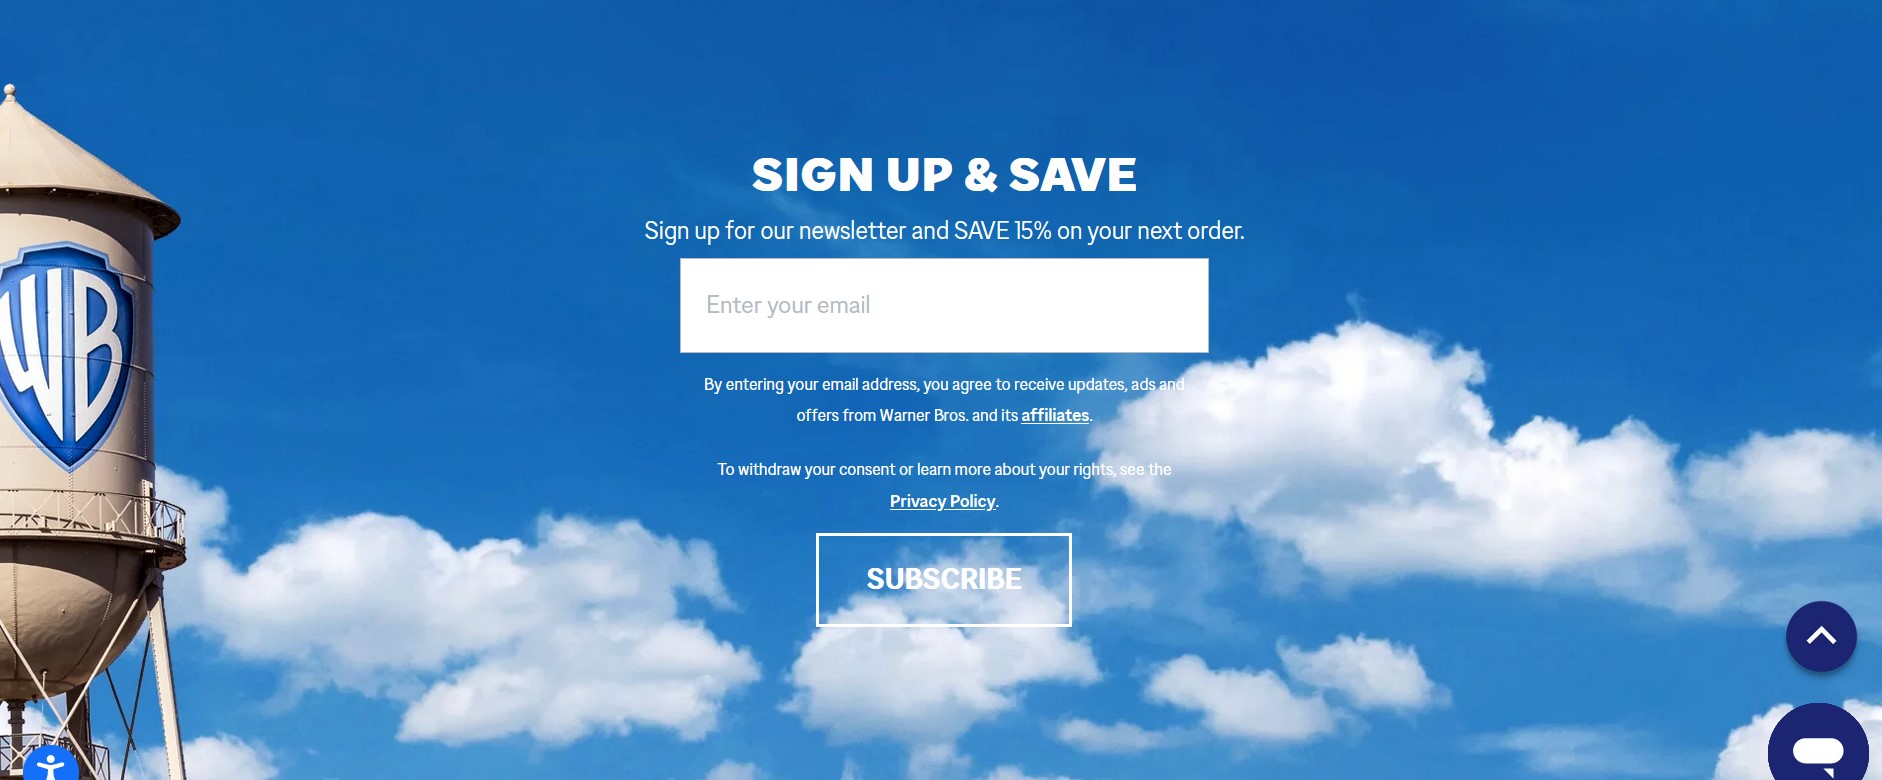 SIGN UP & SAVE
Sign up for our newsletter and SAVE 15% on your next order.
Enter your email
By entering your email address, you agree to receive updates, ads and
offers from Warner Bros. and its affiliates.
To withdraw your consent or learn more about your rights, see the
Privacy Policy.
SUBSCRIBE
WB